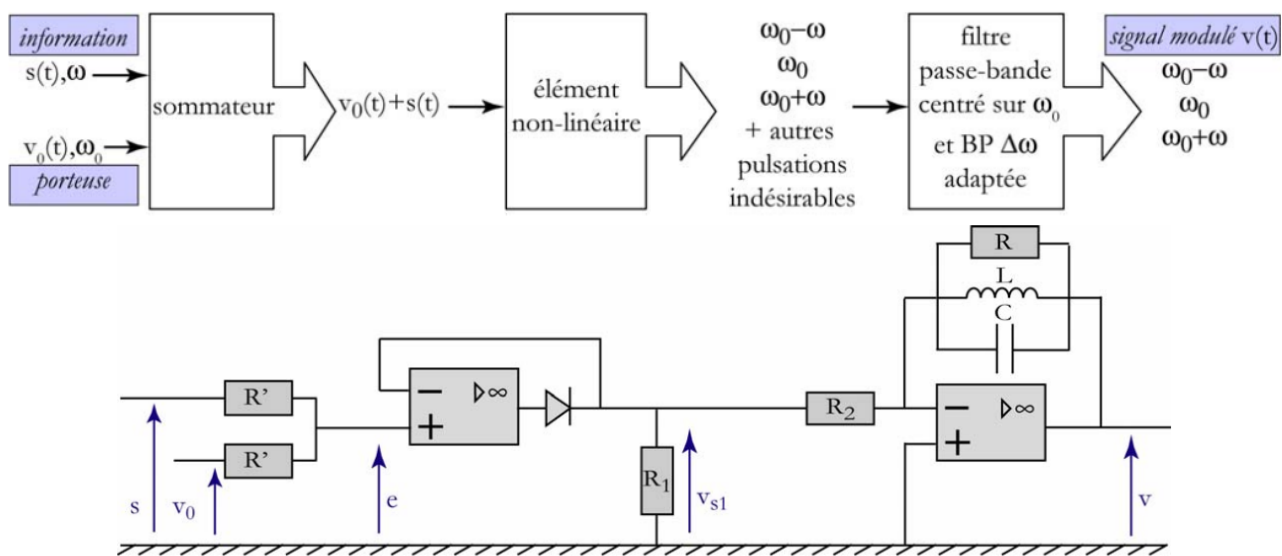 information
s(t),ω
v₀(t),ω₀
porteuse
sommateur
v₀(t)+s(t)
élément
non-linéaire
ω₀−ω
ω₀
ω₀+ω
+ autres
pulsations
indésirables
filtre
passe-bande
centré sur ω₀
et BP Δω
adaptée
signal modulé v(t)
ω₀−ω
ω₀
ω₀+ω
R
L
C
R'
R'
−
+
▷∞
R₂
−
+
▷∞
R₁
s
v₀
e
vₛ₁
v